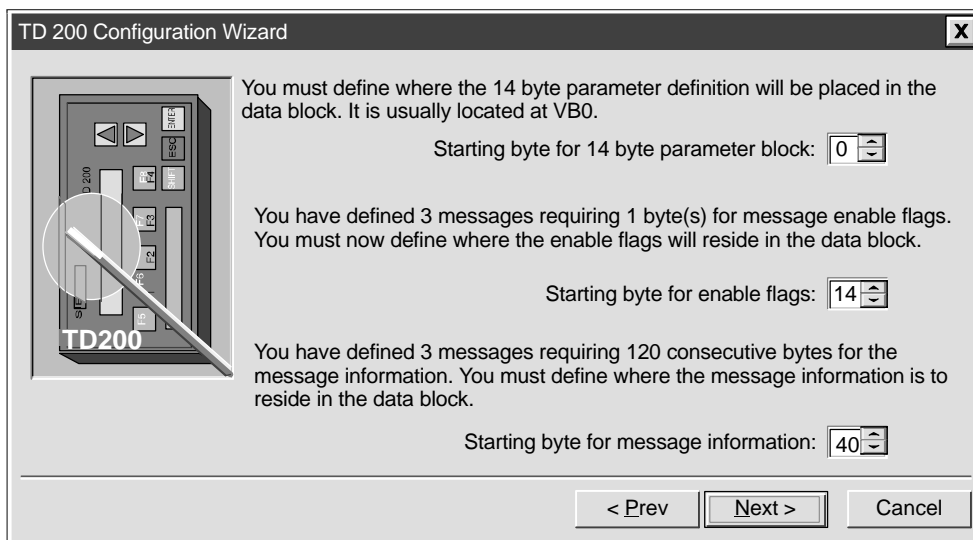 TD 200 Configuration Wizard
X
You must define where the 14 byte parameter definition will be placed in the
data block. It is usually located at VB0.
Starting byte for 14 byte parameter block: 0
You have defined 3 messages requiring 1 byte(s) for message enable flags.
You must now define where the enable flags will reside in the data block.
Starting byte for enable flags: 14
You have defined 3 messages requiring 120 consecutive bytes for the
message information. You must define where the message information is to
reside in the data block.
Starting byte for message information: 40
ENTER
ESC
SHIFT
F8
F4
F7
F3
F2
F6
F5
D 200
TD200
< Prev
Next >
Cancel